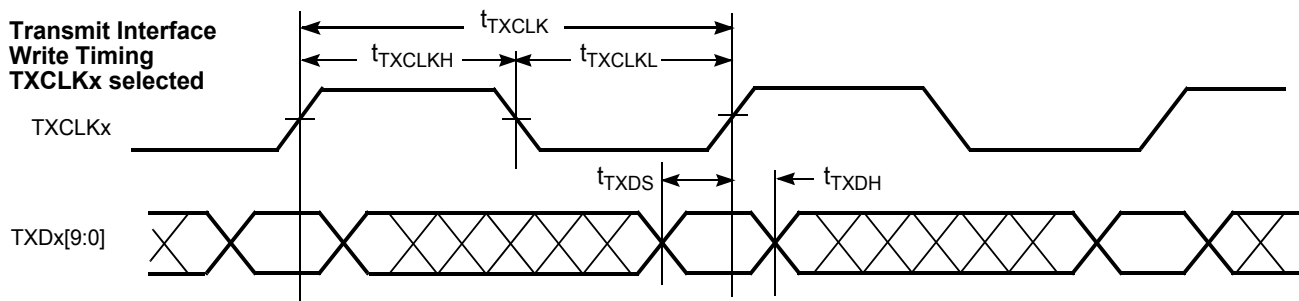 Transmit Interface
Write Timing
TXCLKx selected
tTXCLK
tTXCLKH
tTXCLKL
TXCLKx
tTXDS
tTXDH
TXDx[9:0]